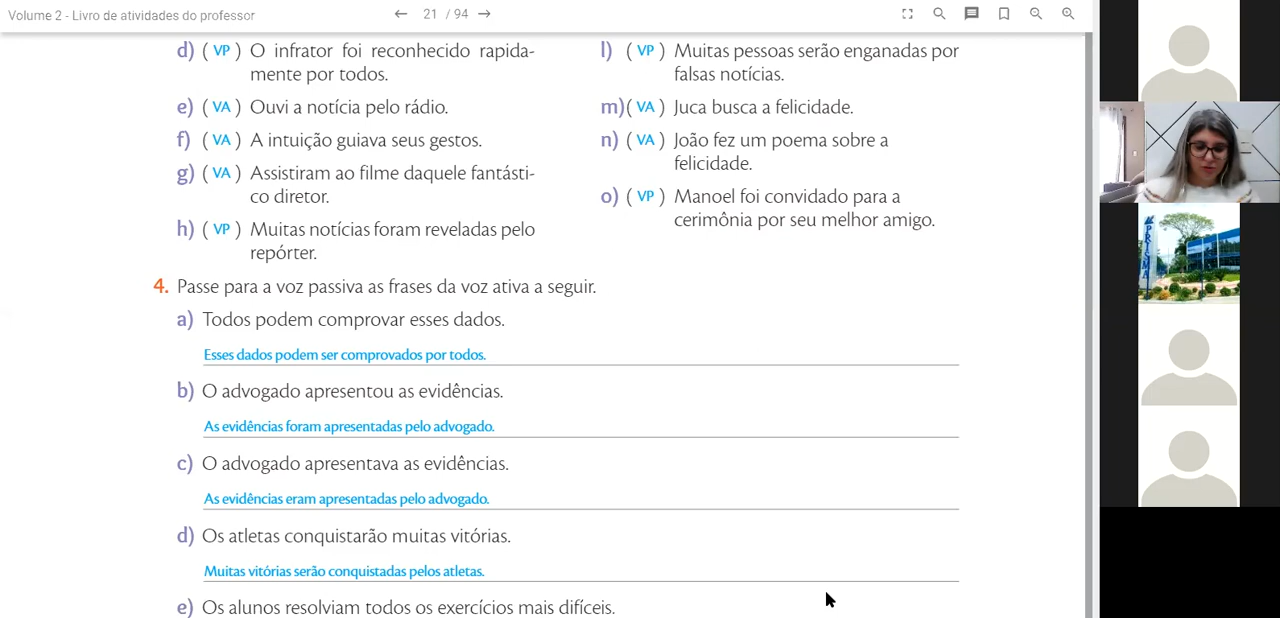 Volume 2 - Livro de atividades do professor
21 / 94
d) ( VP ) O infrator foi reconhecido rapida-
mente por todos.
e) ( VA ) Ouvi a notícia pelo rádio.
f) ( VA ) A intuição guiava seus gestos.
g) ( VA ) Assistiram ao filme daquele fantásti-
co diretor.
h) ( VP ) Muitas notícias foram reveladas pelo
repórter.
l) ( VP ) Muitas pessoas serão enganadas por
falsas notícias.
m) ( VA ) Juca busca a felicidade.
n) ( VA ) João fez um poema sobre a
felicidade.
o) ( VP ) Manoel foi convidado para a
cerimônia por seu melhor amigo.
4. Passe para a voz passiva as frases da voz ativa a seguir.
a) Todos podem comprovar esses dados.
Esses dados podem ser comprovados por todos.
b) O advogado apresentou as evidências.
As evidências foram apresentadas pelo advogado.
c) O advogado apresentava as evidências.
As evidências eram apresentadas pelo advogado.
d) Os atletas conquistarão muitas vitórias.
Muitas vitórias serão conquistadas pelos atletas.
e) Os alunos resolviam todos os exercícios mais difíceis.
PRISMA